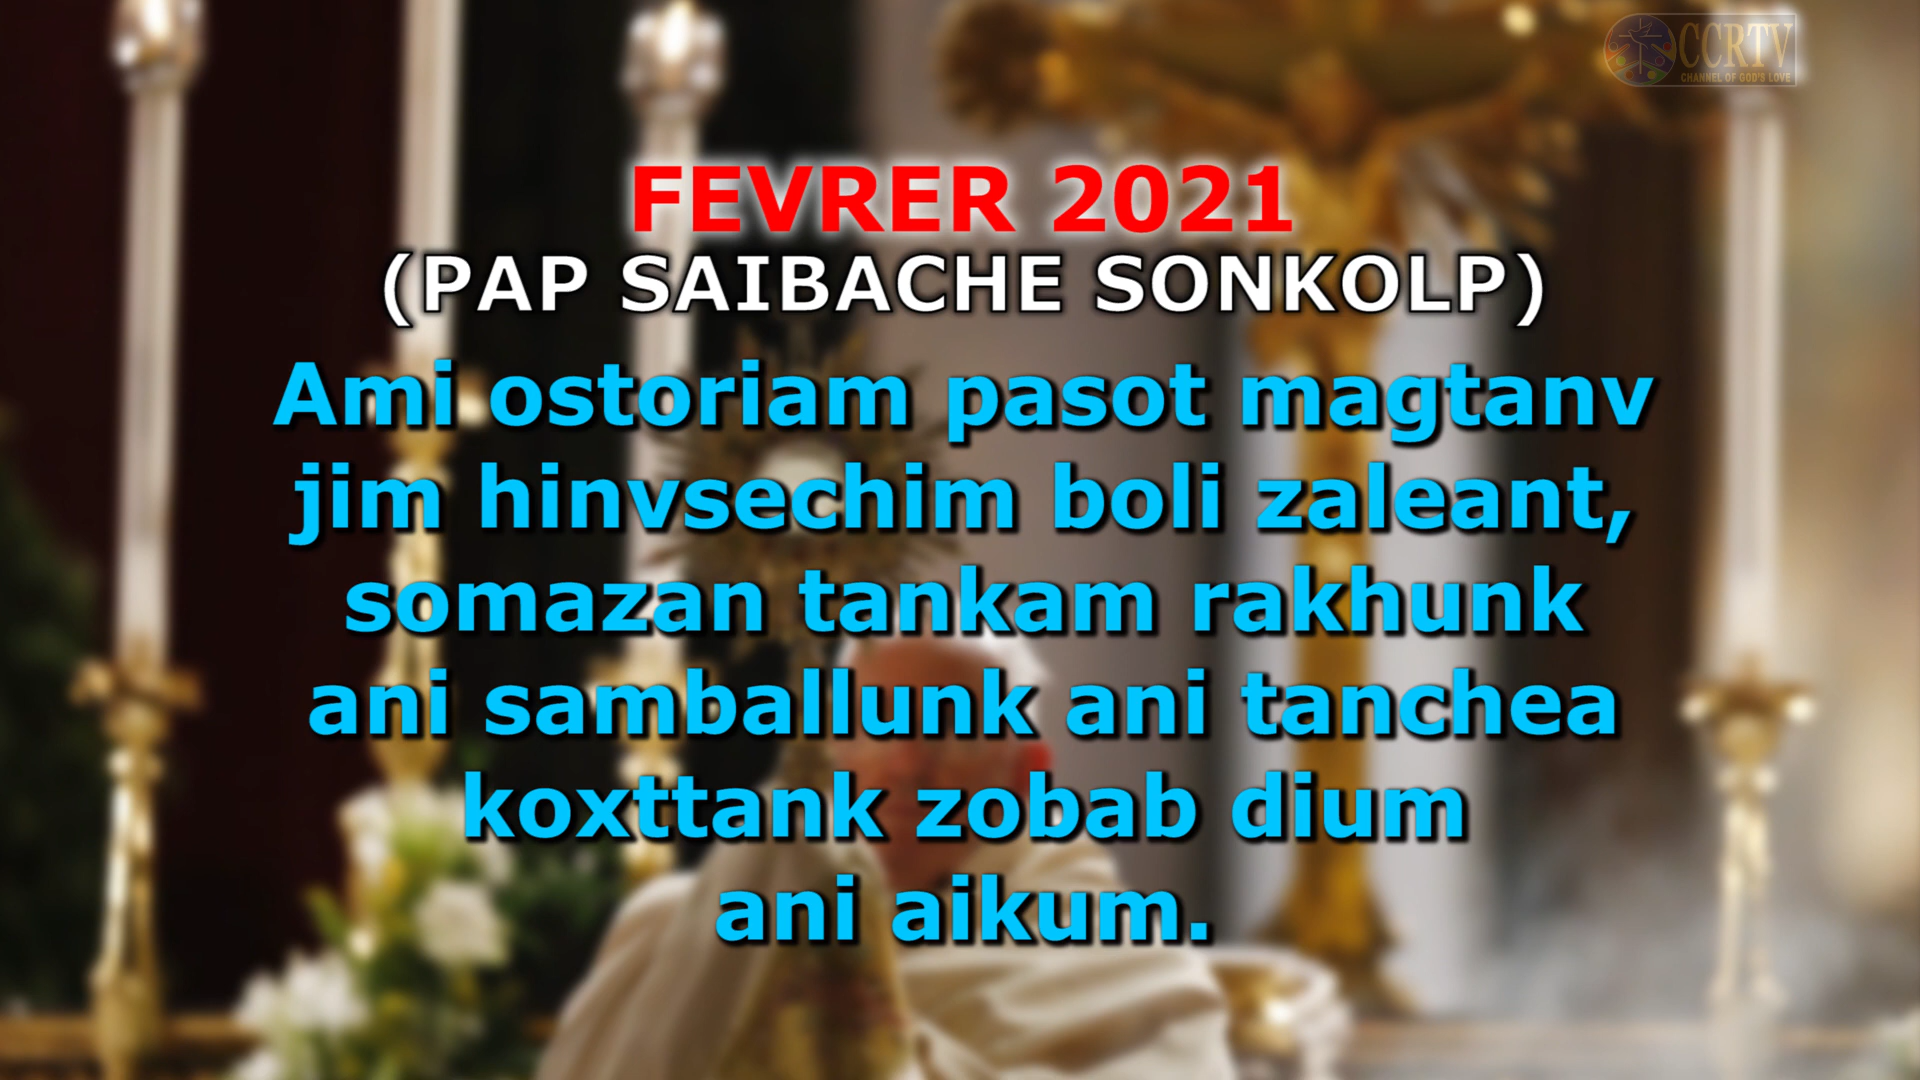 CCRTV
CHANNEL OF GOD'S LOVE
FEVRER 2021
(PAP SAIBACHE SONKOLP)
Ami ostoriam pasot magtanv
jim hinvsechim boli zaleant,
somazan tankam rakhunk
ani samballunk ani tanchea
koxttank zobab dium
ani aikum.